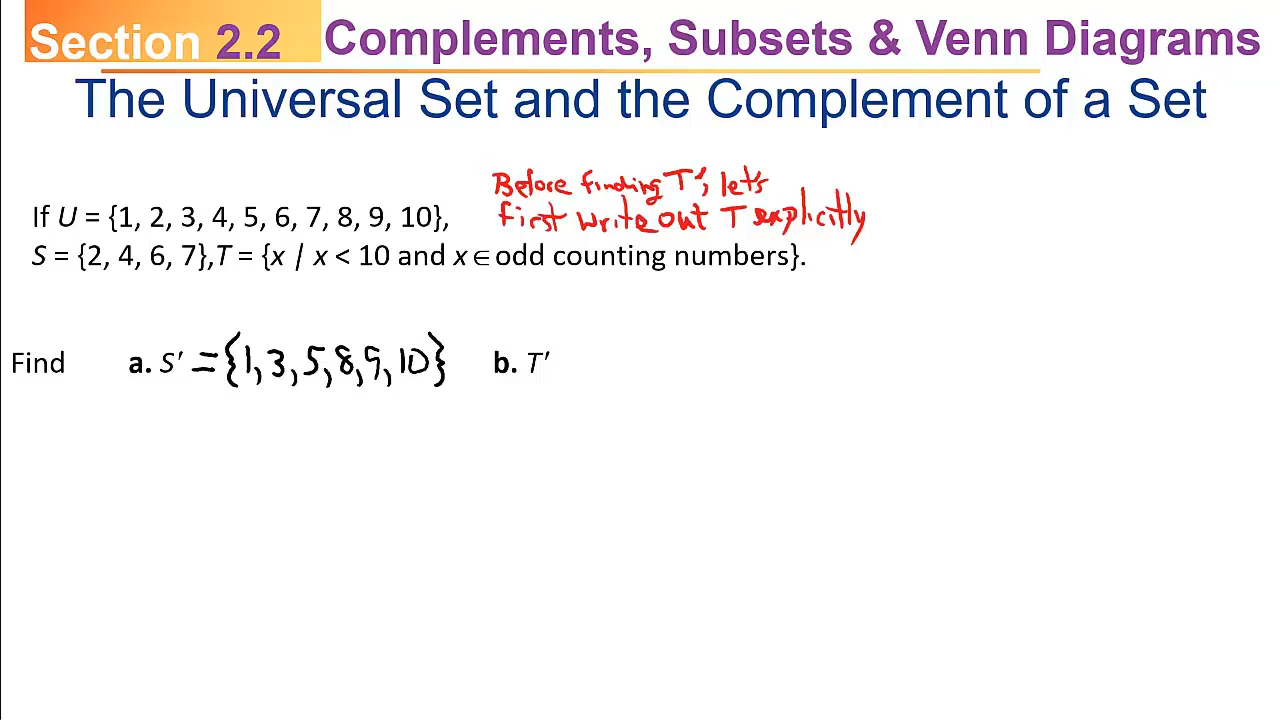 Section 2.2 Complements, Subsets & Venn Diagrams
The Universal Set and the Complement of a Set
Before finding T', let's
first write out T explicitly
If U = {1, 2, 3, 4, 5, 6, 7, 8, 9, 10},
S = {2, 4, 6, 7},T = {x | x < 10 and x ∈ odd counting numbers}.
Find a. S′ = {1, 3, 5, 8, 9, 10} b. T′